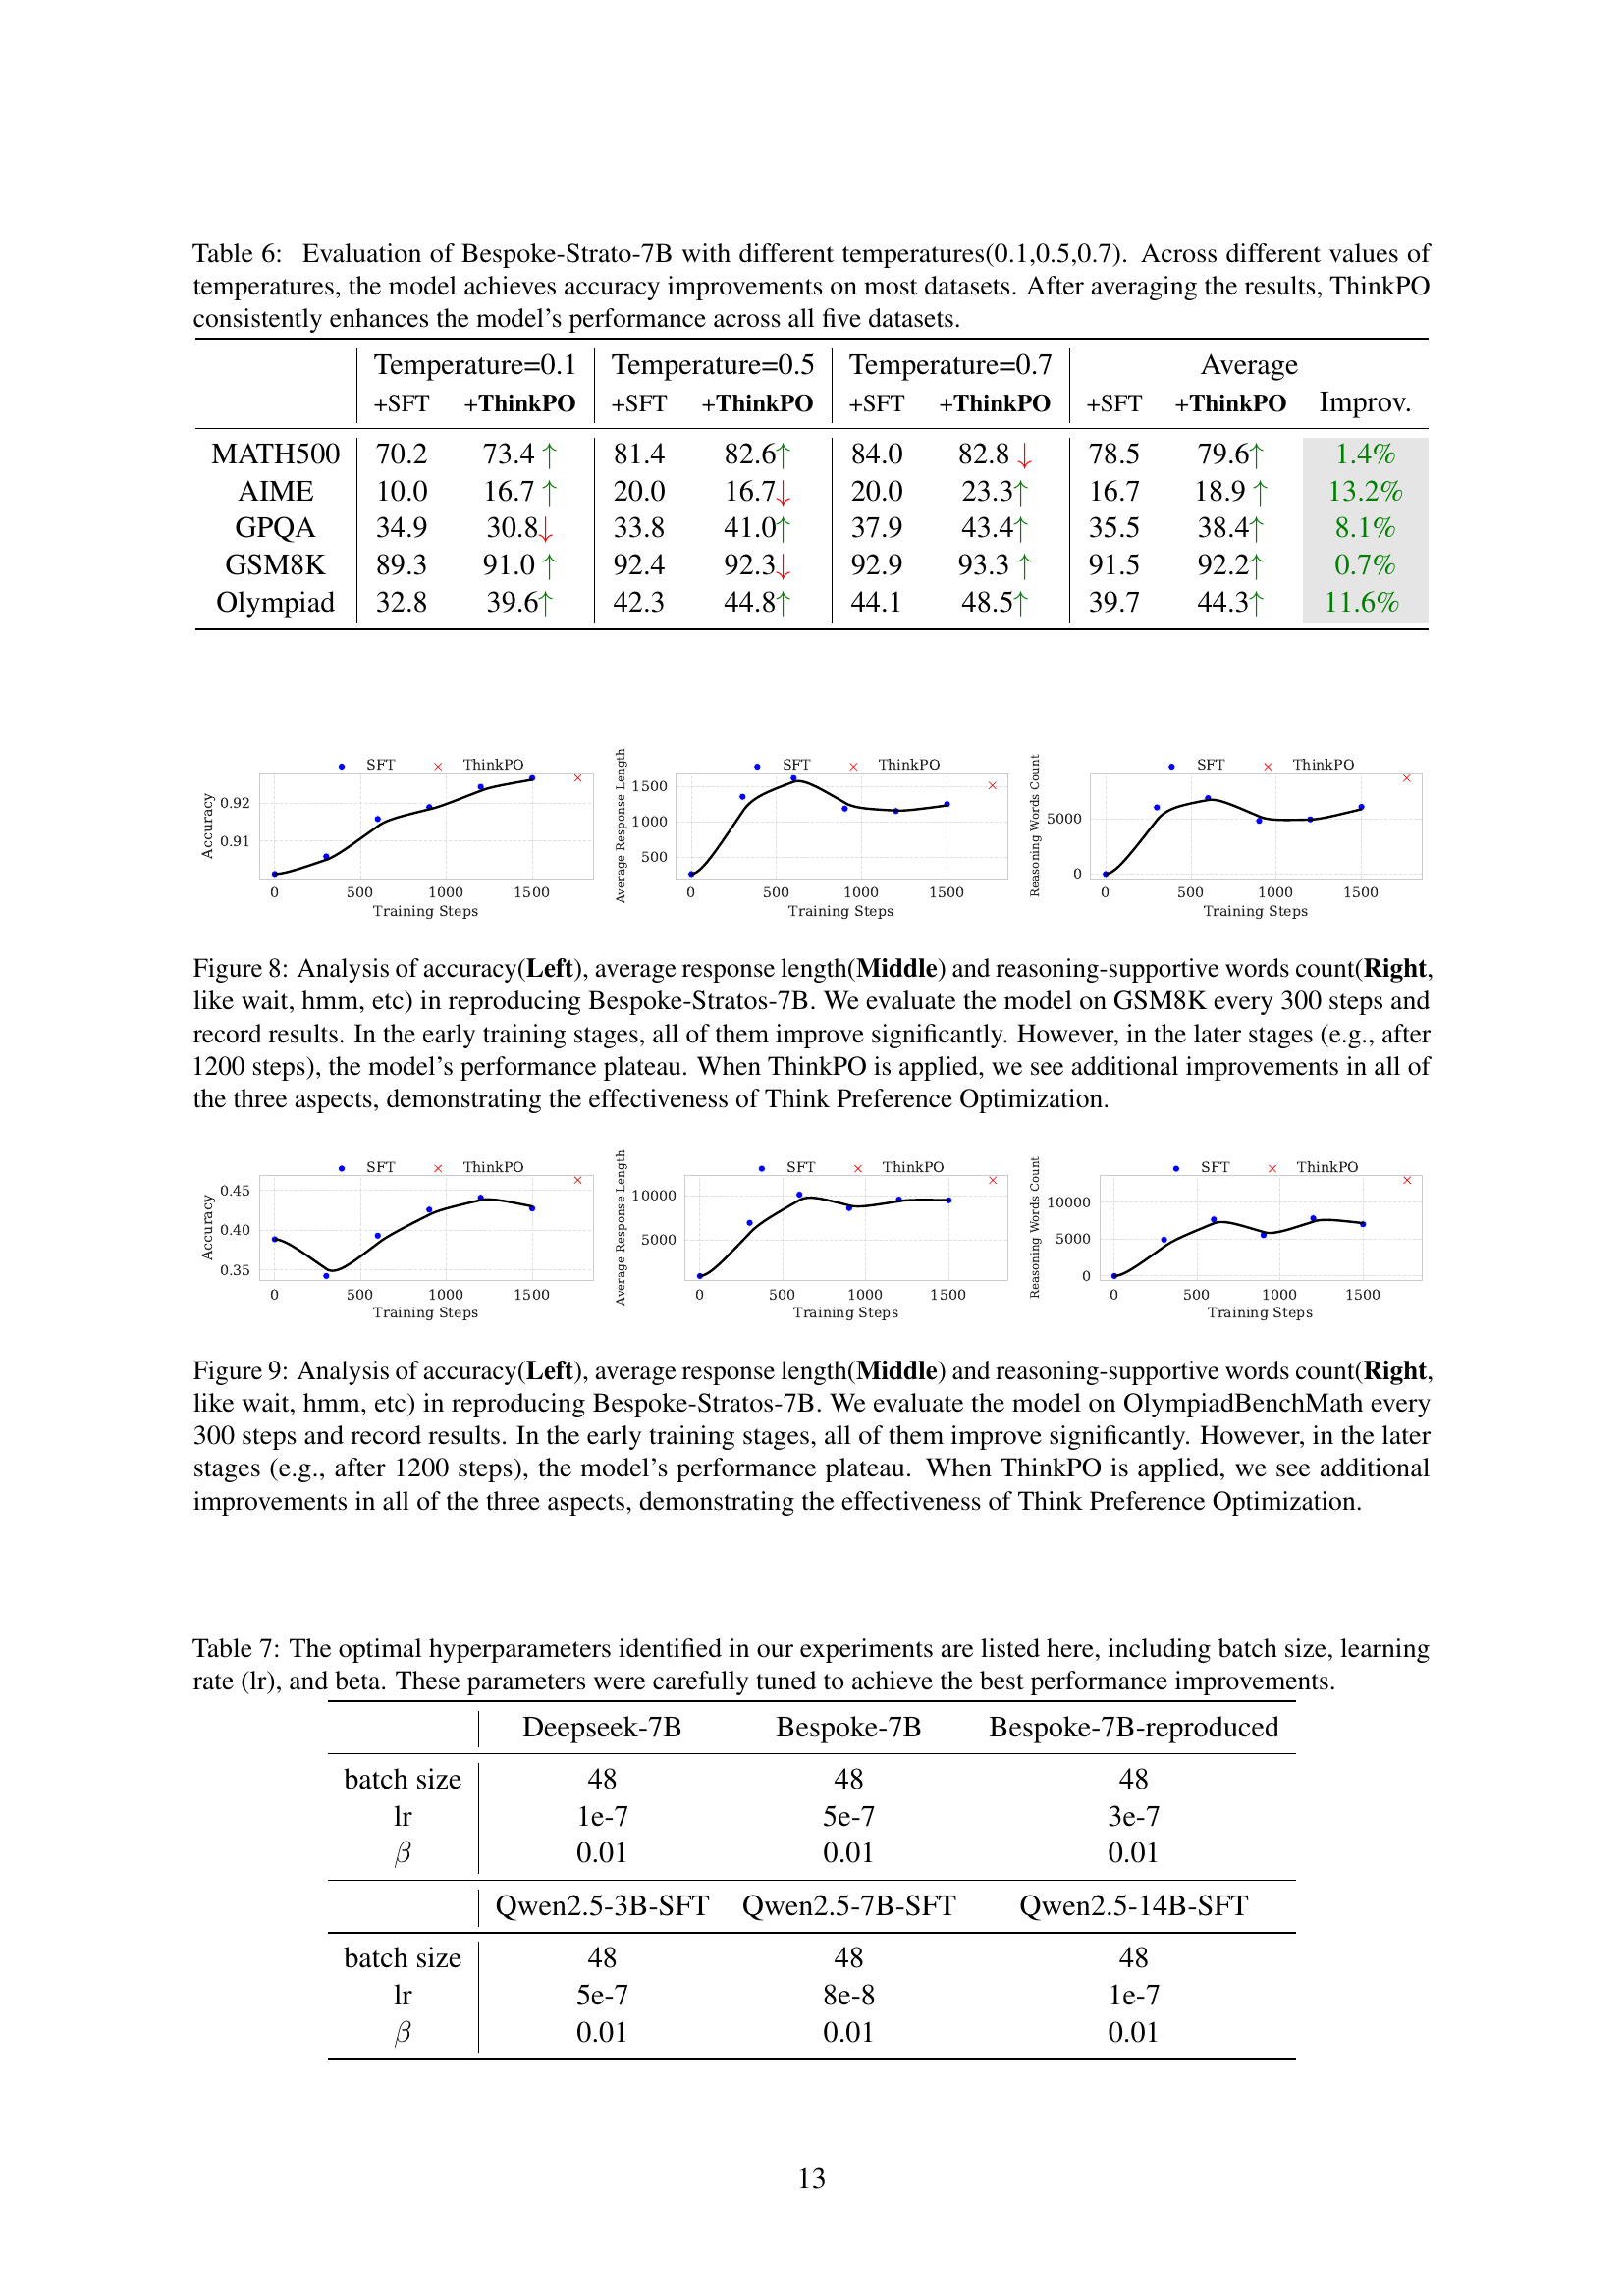 Table 6: Evaluation of Bespoke-Strato-7B with different temperatures(0.1,0.5,0.7). Across different values of
temperatures, the model achieves accuracy improvements on most datasets. After averaging the results, ThinkPO
consistently enhances the model's performance across all five datasets.
Temperature=0.1 Temperature=0.5 Temperature=0.7 Average
+SFT +ThinkPO +SFT +ThinkPO +SFT +ThinkPO +SFT +ThinkPO Improv.
MATH500 70.2 73.4 ↑ 81.4 82.6↑ 84.0 82.8 ↓ 78.5 79.6↑ 1.4%
AIME 10.0 16.7 ↑ 20.0 16.7↓ 20.0 23.3↑ 16.7 18.9 ↑ 13.2%
GPQA 34.9 30.8↓ 33.8 41.0↑ 37.9 43.4↑ 35.5 38.4↑ 8.1%
GSM8K 89.3 91.0 ↑ 92.4 92.3↓ 92.9 93.3 ↑ 91.5 92.2↑ 0.7%
Olympiad 32.8 39.6↑ 42.3 44.8↑ 44.1 48.5↑ 39.7 44.3↑ 11.6%
SFT ThinkPO
Accuracy
0.92
0.91
0 500 1000 1500
Training Steps
SFT ThinkPO
Average Response Length
1500
1000
500
0 500 1000 1500
Training Steps
SFT ThinkPO
Reasoning Words Count
5000
0
0 500 1000 1500
Training Steps
Figure 8: Analysis of accuracy(Left), average response length(Middle) and reasoning-supportive words count(Right,
like wait, hmm, etc) in reproducing Bespoke-Stratos-7B. We evaluate the model on GSM8K every 300 steps and
record results. In the early training stages, all of them improve significantly. However, in the later stages (e.g., after
1200 steps), the model's performance plateau. When ThinkPO is applied, we see additional improvements in all of
the three aspects, demonstrating the effectiveness of Think Preference Optimization.
SFT ThinkPO
Accuracy
0.45
0.40
0.35
0 500 1000 1500
Training Steps
SFT ThinkPO
Average Response Length
10000
5000
0 500 1000 1500
Training Steps
SFT ThinkPO
Reasoning Words Count
10000
5000
0
0 500 1000 1500
Training Steps
Figure 9: Analysis of accuracy(Left), average response length(Middle) and reasoning-supportive words count(Right,
like wait, hmm, etc) in reproducing Bespoke-Stratos-7B. We evaluate the model on OlympiadBenchMath every
300 steps and record results. In the early training stages, all of them improve significantly. However, in the later
stages (e.g., after 1200 steps), the model's performance plateau. When ThinkPO is applied, we see additional
improvements in all of the three aspects, demonstrating the effectiveness of Think Preference Optimization.
Table 7: The optimal hyperparameters identified in our experiments are listed here, including batch size, learning
rate (lr), and beta. These parameters were carefully tuned to achieve the best performance improvements.
Deepseek-7B Bespoke-7B Bespoke-7B-reproduced
batch size 48 48 48
lr 1e-7 5e-7 3e-7
β 0.01 0.01 0.01
Qwen2.5-3B-SFT Qwen2.5-7B-SFT Qwen2.5-14B-SFT
batch size 48 48 48
lr 5e-7 8e-8 1e-7
β 0.01 0.01 0.01
13